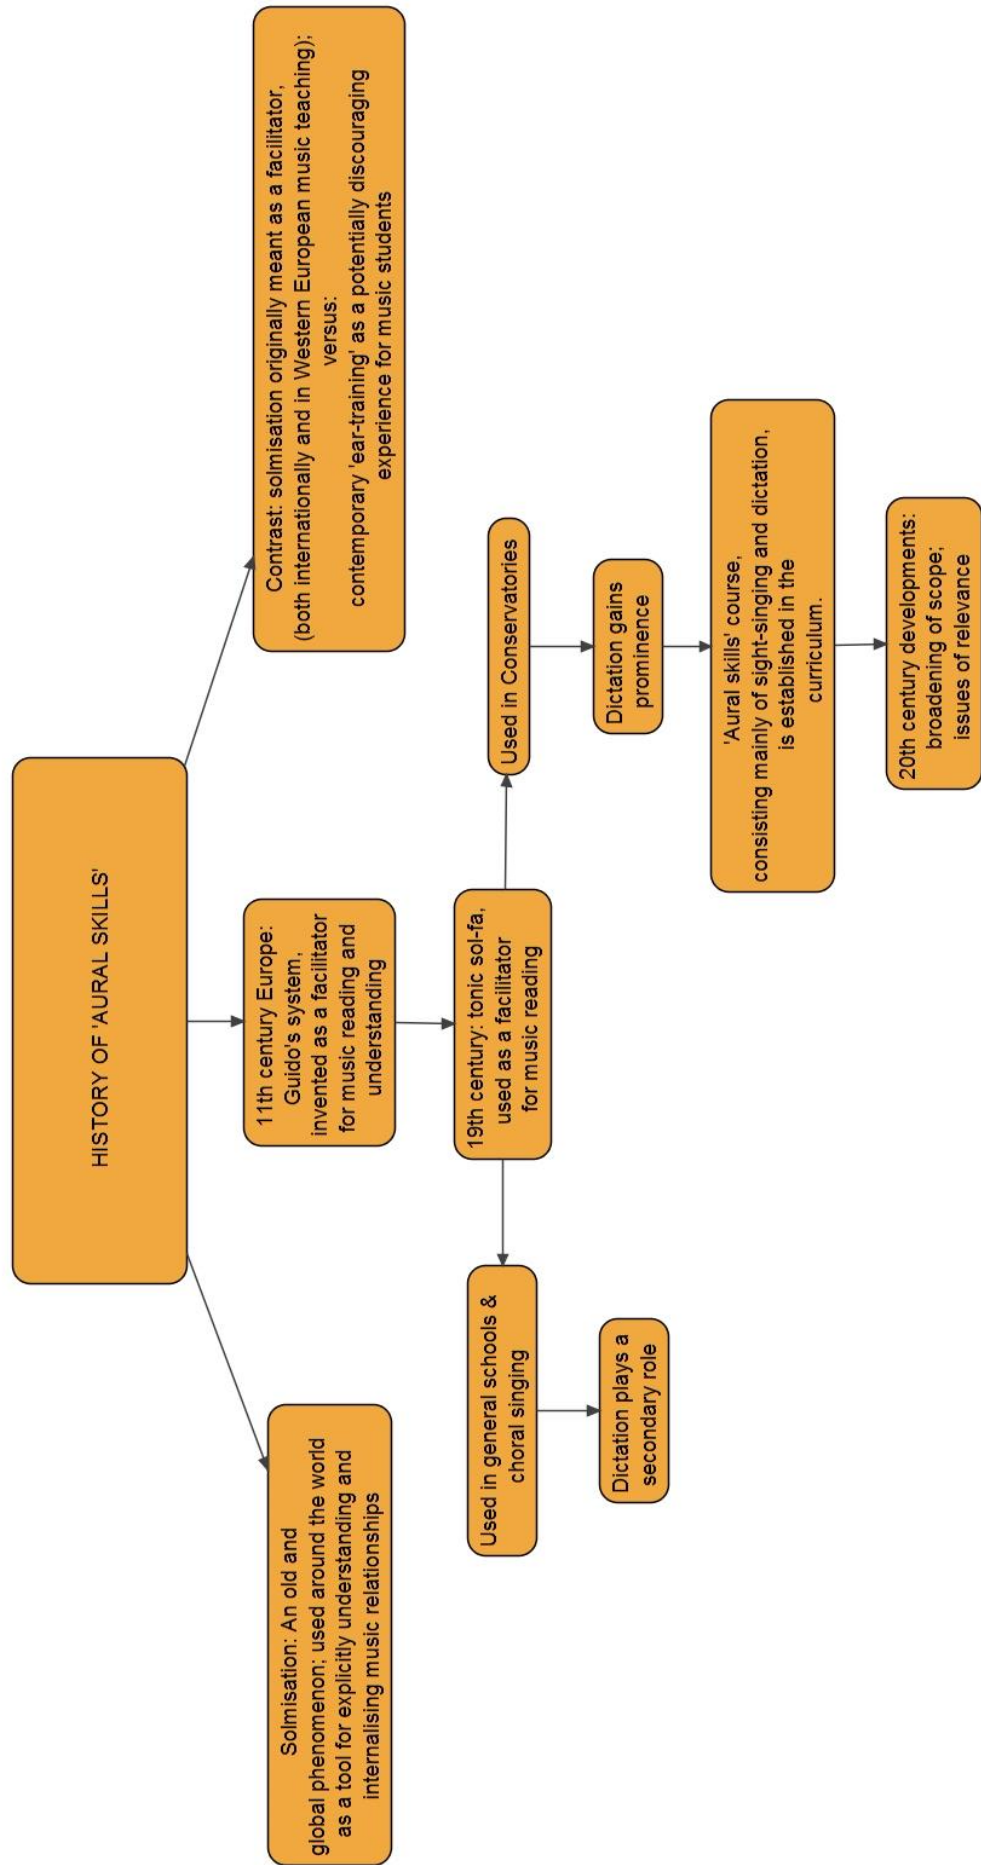 HISTORY OF 'AURAL SKILLS'
Solmisation: An old and
global phenomenon; used around the world
as a tool for explicitly understanding and
internalising music relationships
11th century Europe:
Guido's system,
invented as a facilitator
for music reading and
understanding
Contrast: solmisation originally meant as a facilitator,
(both internationally and in Western European music teaching);
versus:
contemporary 'ear-training' as a potentially discouraging
experience for music students
19th century: tonic sol-fa,
used as a facilitator
for music reading
Used in general schools &
choral singing
Dictation plays a
secondary role
Used in Conservatories
Dictation gains
prominence
'Aural skills' course,
consisting mainly of sight-singing and dictation,
is established in the
curriculum.
20th century developments:
broadening of scope;
issues of relevance